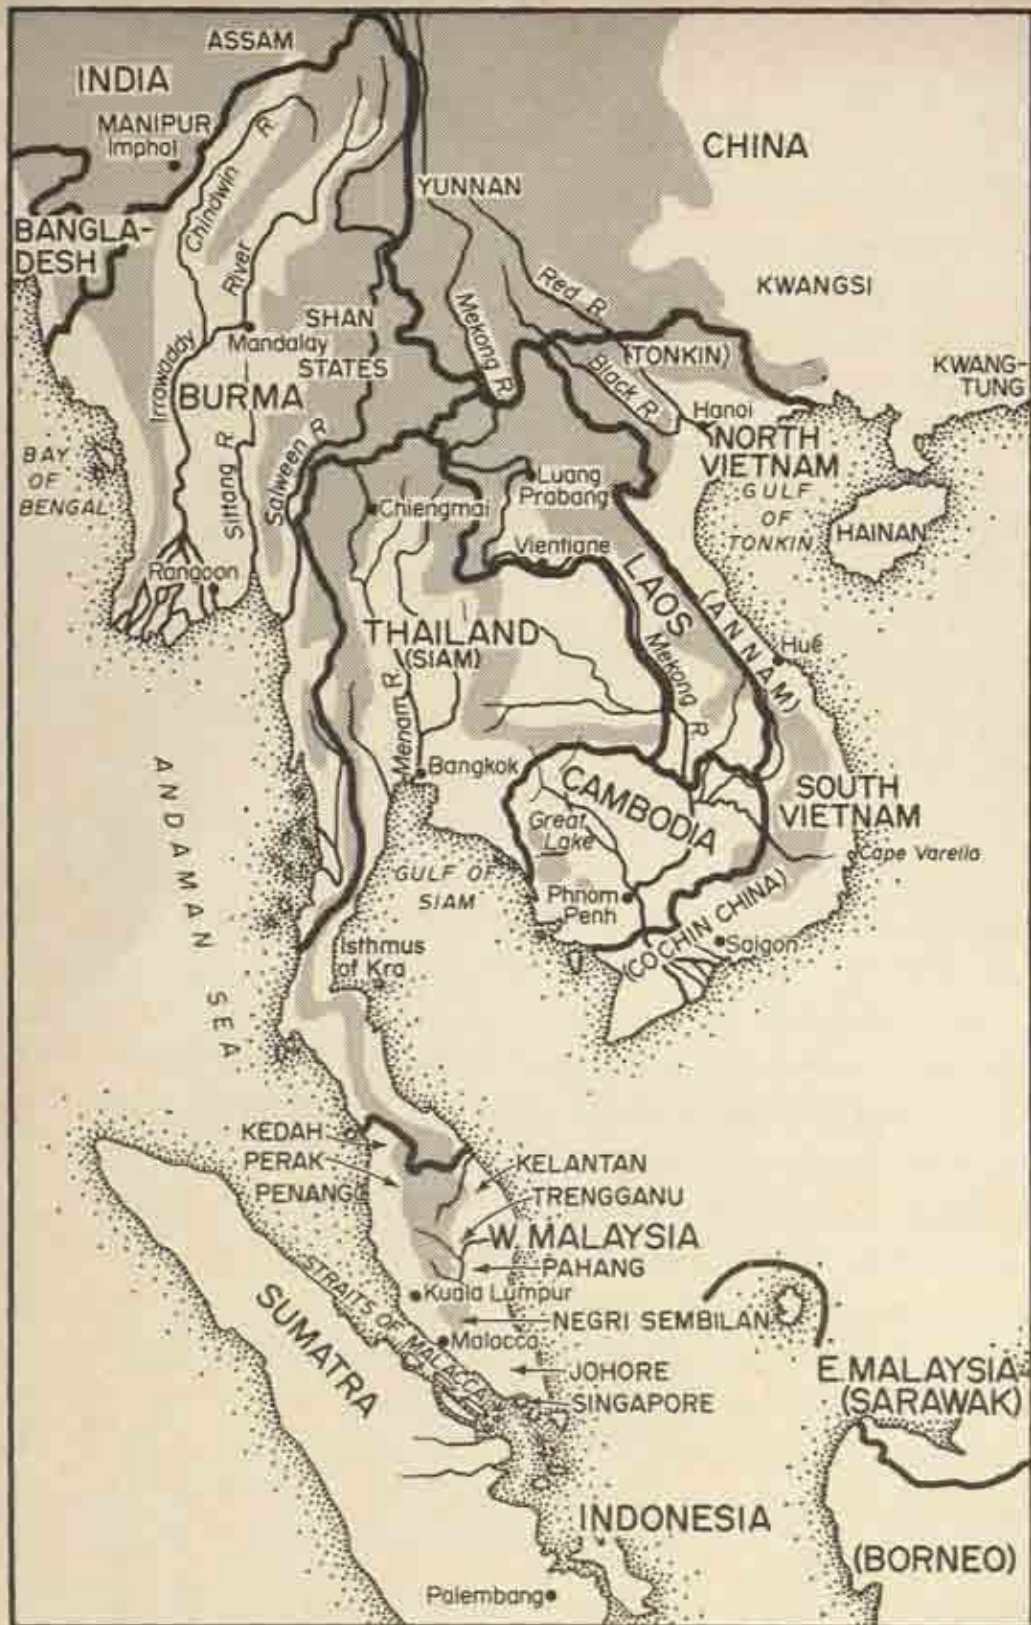 ASSAM
INDIA
MANIPUR
Imphal
CHINA
YUNNAN
Chindwin
R
BANGLA-
DESH
River
Red R.
KWANGSI
Mekong R.
SHAN
STATES
Mandalay
(TONKIN)
Black R.
KWANG-
TUNG
Irrawaddy
BURMA
Hanoi
NORTH
VIETNAM
BAY
OF
BENGAL
Sittang R.
Salween R.
Luang
Prabang
GULF
OF
TONKIN
HAINAN
Chiengmai
Vientiane
Rangoon
LAOS
(ANNAM)
THAILAND
(SIAM)
Mekong R.
Hué
Menam R.
Bangkok
CAMBODIA
SOUTH
VIETNAM
ANDAMAN SEA
Great
Lake
Cape Varella
GULF OF
SIAM
Phnom
Penh
(COCHIN CHINA)
Saigon
Isthmus
of Kra
KEDAH
PERAK
PENANG
KELANTAN
TRENGGANU
W. MALAYSIA
PAHANG
STRAITS OF MALACCA
Kuala Lumpur
SUMATRA
NEGRI SEMBILAN
Malacca
JOHORE
SINGAPORE
E. MALAYSIA
(SARAWAK)
INDONESIA
(BORNEO)
Palembang